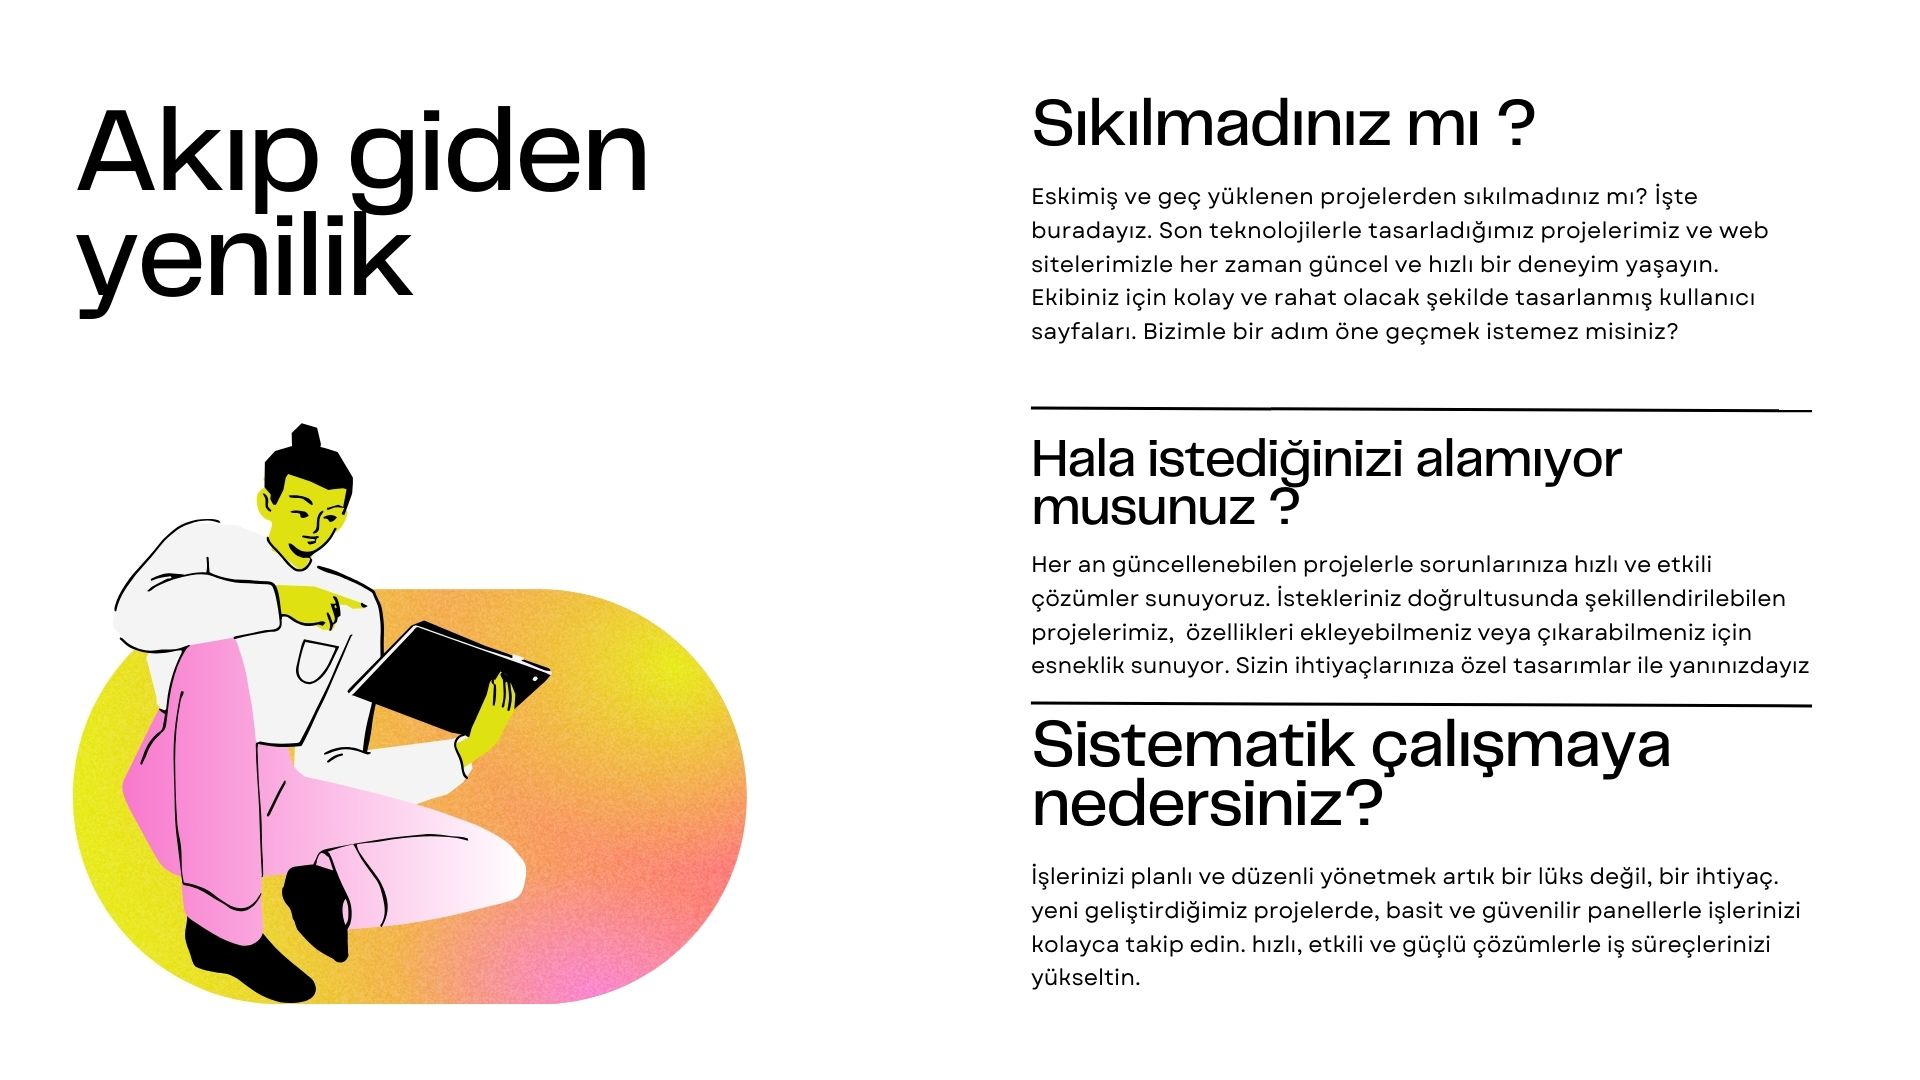 Akıp giden
yenilik
Sıkılmadınız mı ?
Eskimiş ve geç yüklenen projelerden sıkılmadınız mı? İşte
buradayız. Son teknolojilerle tasarladığımız projelerimiz ve web
sitelerimizle her zaman güncel ve hızlı bir deneyim yaşayın.
Ekibiniz için kolay ve rahat olacak şekilde tasarlanmış kullanıcı
sayfaları. Bizimle bir adım öne geçmek istemez misiniz?
Hala istediğinizi alamıyor
musunuz ?
Her an güncellenebilen projelerle sorunlarınıza hızlı ve etkili
çözümler sunuyoruz. İstekleriniz doğrultusunda şekillendirilebilen
projelerimiz,  özellikleri ekleyebilmeniz veya çıkarabilmeniz için
esneklik sunuyor. Sizin ihtiyaçlarınıza özel tasarımlar ile yanınızdayız
Sistematik çalışmaya
nedersiniz?
İşlerinizi planlı ve düzenli yönetmek artık bir lüks değil, bir ihtiyaç.
yeni geliştirdiğimiz projelerde, basit ve güvenilir panellerle işlerinizi
kolayca takip edin. hızlı, etkili ve güçlü çözümlerle iş süreçlerinizi
yükseltin.